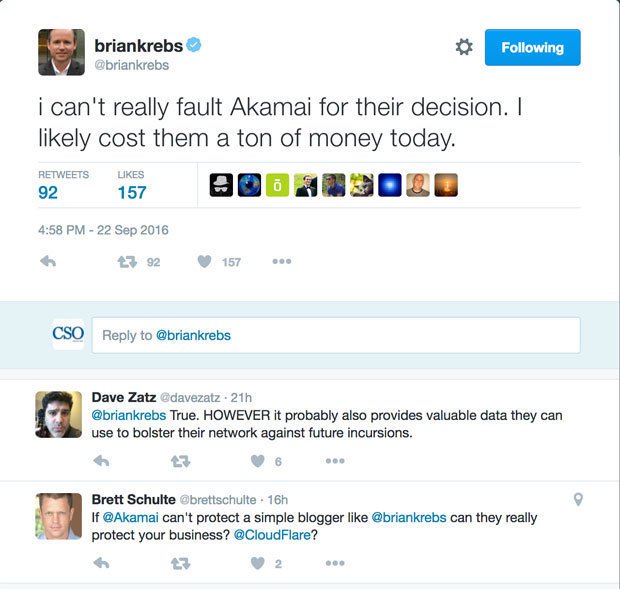 briankrebs
@briankrebs
Following
i can't really fault Akamai for their decision. I
likely cost them a ton of money today.
RETWEETS LIKES
92 157
ō
4:58 PM - 22 Sep 2016
92 157
CSO
Reply to @briankrebs
Dave Zatz @davezatz · 21h
@briankrebs True. HOWEVER it probably also provides valuable data they can
use to bolster their network against future incursions.
6
Brett Schulte @brettschulte · 16h
If @Akamai can't protect a simple blogger like @briankrebs can they really
protect your business? @CloudFlare?
2